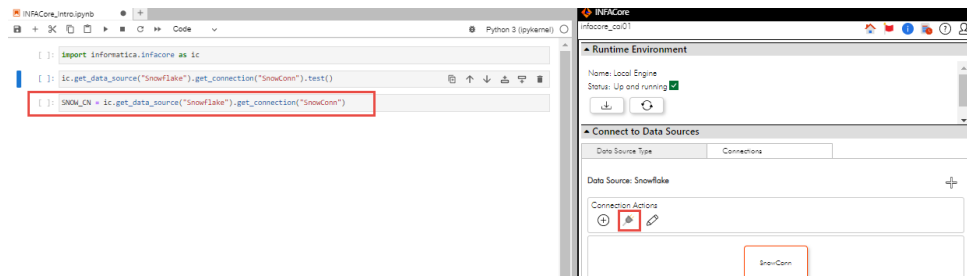 INFACore_Intro.ipynb
Code
Python 3 (ipykernel)
[ ]: import informatica.infacore as ic
[ ]: ic.get_data_source("Snowflake").get_connection("SnowConn").test()
[ ]: SNOW_CN = ic.get_data_source("Snowflake").get_connection("SnowConn")
INFACore
infacore_cai01
Runtime Environment
Name: Local Engine
Status: Up and running
Connect to Data Sources
Data Source Type
Connections
Data Source: Snowflake
Connection Actions
SnowConn